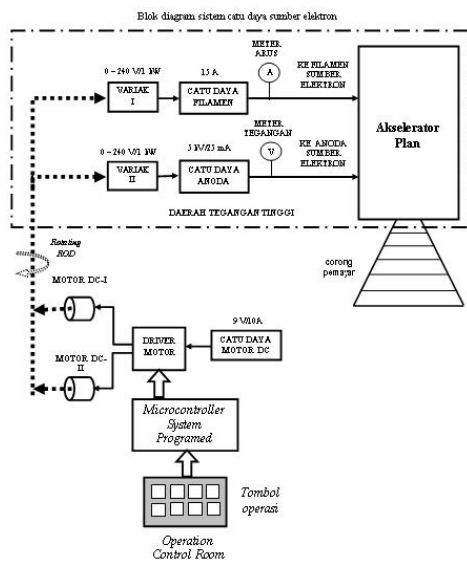 Blok diagram sistem catu daya sumber elektron
0 – 240 V/1 kW
VARIAK
I
15 A
CATU DAYA
FILAMEN
METER
ARUS
A
KE FILAMEN
SUMBER
ELEKTRON
0 – 240 V/1 kW
VARIAK
II
5 kV/25 mA
CATU DAYA
ANODA
METER
TEGANGAN
V
KE ANODA
SUMBER
ELEKTRON
Akselerator
Plan
DAERAH TEGANGAN TINGGI
Rotating
ROD
MOTOR DC-I
corong
pemayar
MOTOR DC-
II
DRIVER
MOTOR
9 V/10A
CATU DAYA
MOTOR DC
Microcontroller
System
Programed
Tombol
operasi
Operation
Control Room